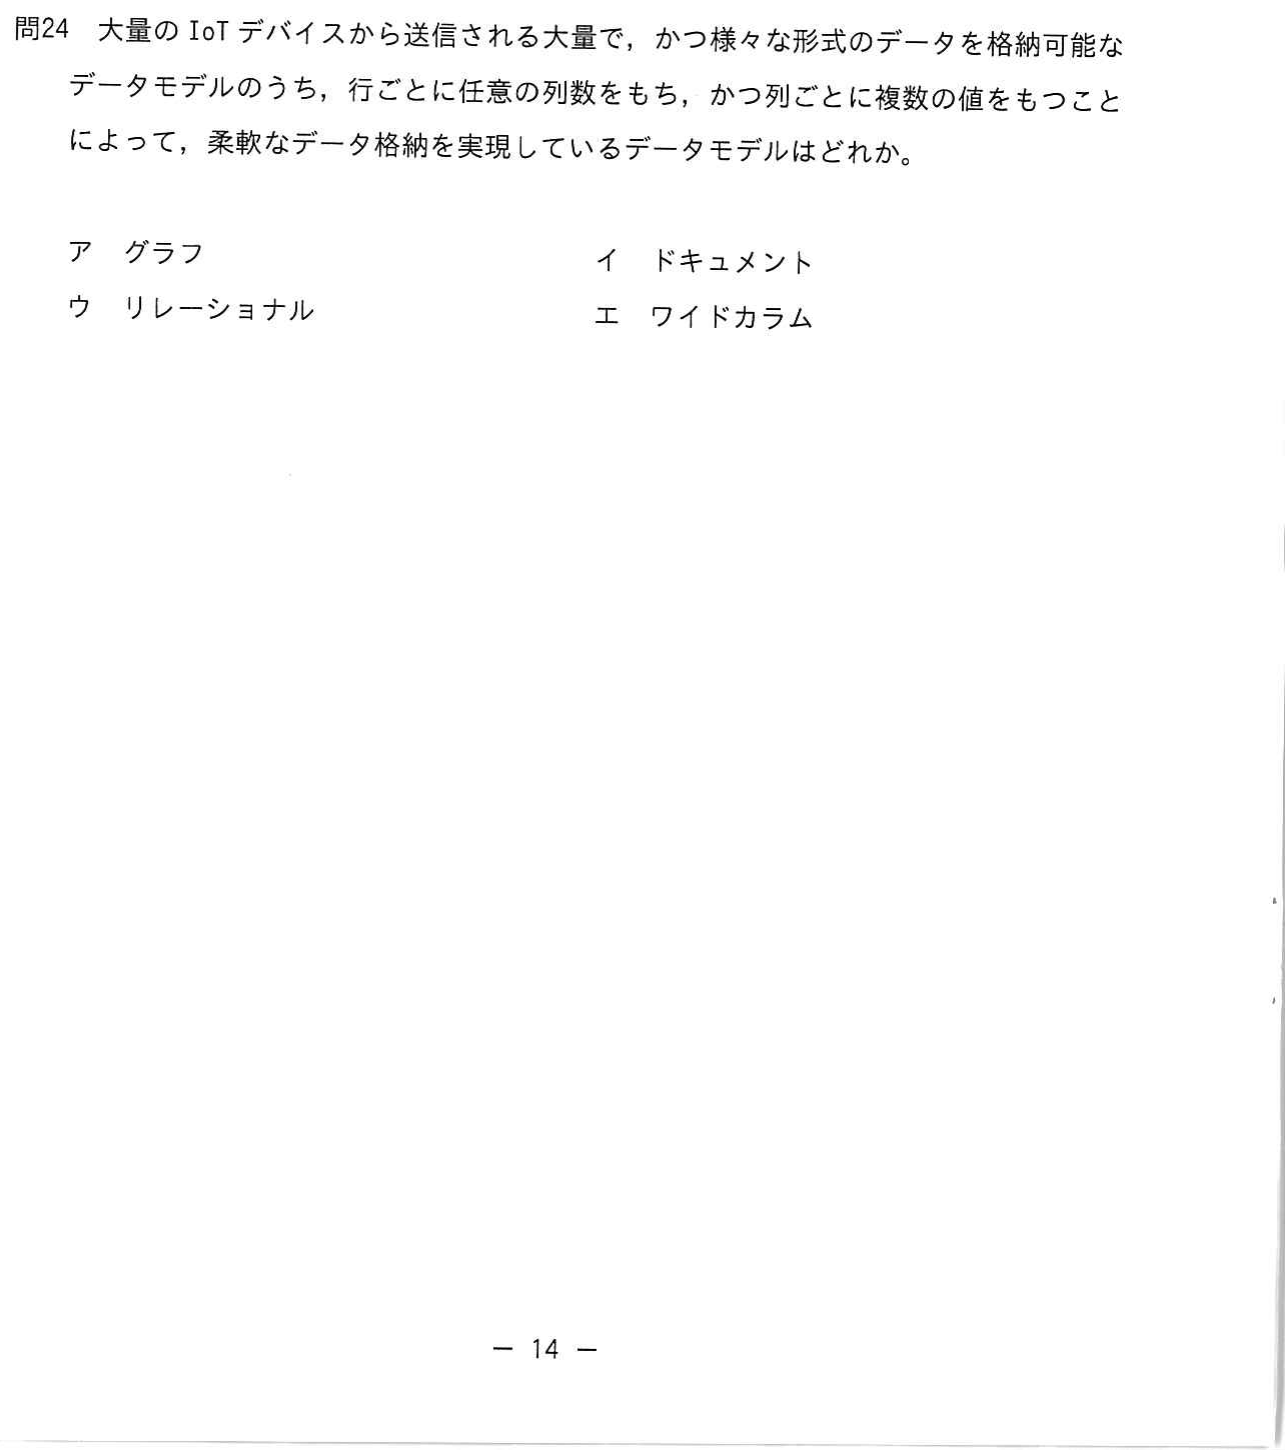 問24　大量の IoT デバイスから送信される大量で，かつ様々な形式のデータを格納可能な
データモデルのうち，行ごとに任意の列数をもち，かつ列ごとに複数の値をもつこと
によって，柔軟なデータ格納を実現しているデータモデルはどれか。
ア　グラフ　イ　ドキュメント
ウ　リレーショナル　エ　ワイドカラム
－ 14 －